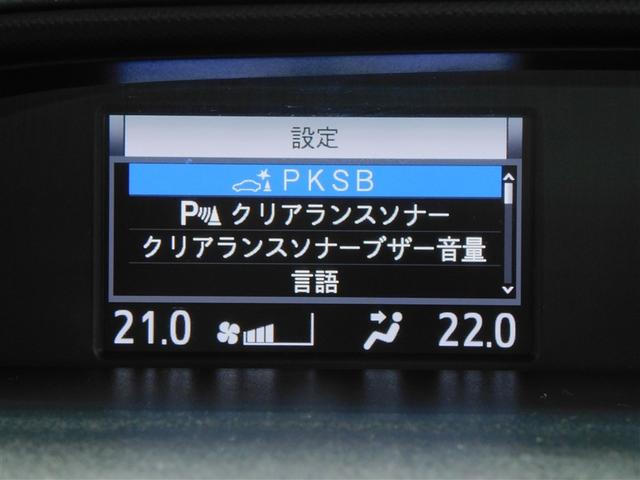 設定
PKSB
P クリアランスソナー
クリアランスソナーブザー音量
言語
21.0 22.0